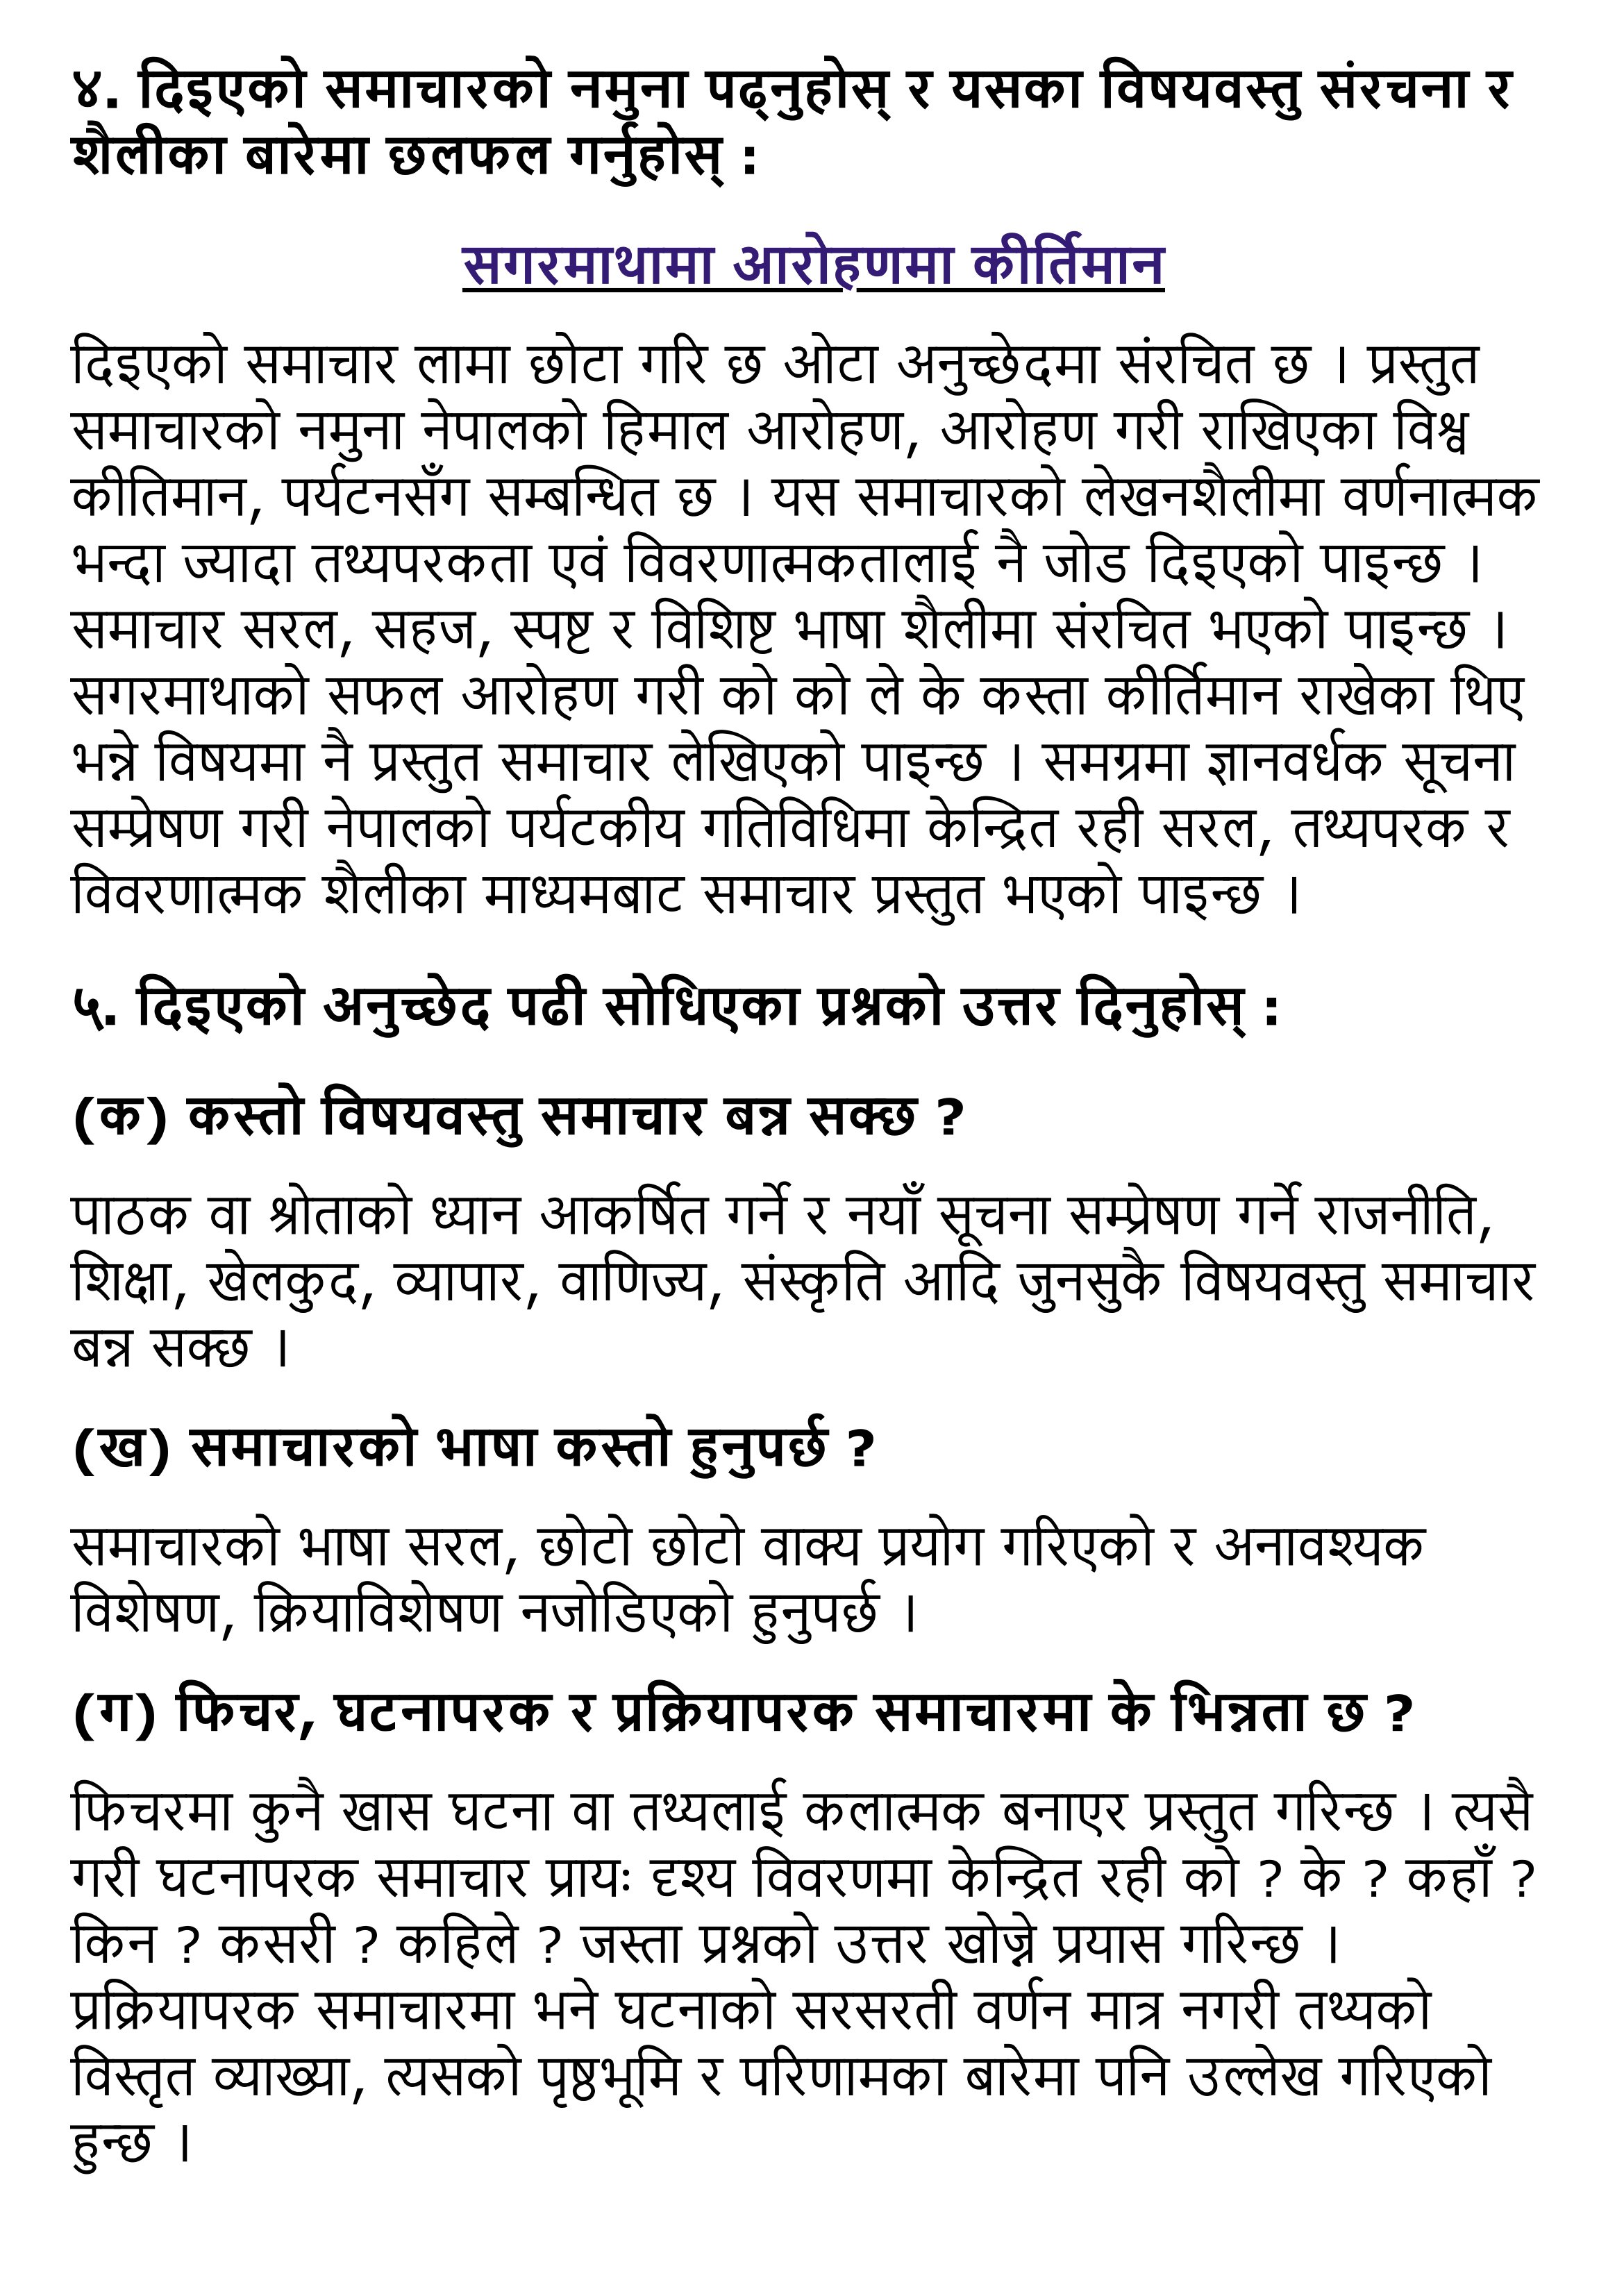 ४. दिइएको समाचारको नमुना पढ्नुहोस् र यसका विषयवस्तु संरचना र
शैलीका बारेमा छलफल गर्नुहोस् :
सगरमाथामा आरोहणमा कीर्तिमान
दिइएको समाचार लामा छोटा गरि छ ओटा अनुच्छेदमा संरचित छ । प्रस्तुत
समाचारको नमुना नेपालको हिमाल आरोहण, आरोहण गरी राखिएका विश्व
कीतिमान, पर्यटनसँग सम्बन्धित छ । यस समाचारको लेखनशैलीमा वर्णनात्मक
भन्दा ज्यादा तथ्यपरकता एवं विवरणात्मकतालाई नै जोड दिइएको पाइन्छ ।
समाचार सरल, सहज, स्पष्ट र विशिष्ट भाषा शैलीमा संरचित भएको पाइन्छ ।
सगरमाथाको सफल आरोहण गरी को को ले के कस्ता कीर्तिमान राखेका थिए
भन्ने विषयमा नै प्रस्तुत समाचार लेखिएको पाइन्छ । समग्रमा ज्ञानवर्धक सूचना
सम्प्रेषण गरी नेपालको पर्यटकीय गतिविधिमा केन्द्रित रही सरल, तथ्यपरक र
विवरणात्मक शैलीका माध्यमबाट समाचार प्रस्तुत भएको पाइन्छ ।
५. दिइएको अनुच्छेद पढी सोधिएका प्रश्नको उत्तर दिनुहोस् :
(क) कस्तो विषयवस्तु समाचार बन्न सक्छ ?
पाठक वा श्रोताको ध्यान आकर्षित गर्ने र नयाँ सूचना सम्प्रेषण गर्ने राजनीति,
शिक्षा, खेलकुद, व्यापार, वाणिज्य, संस्कृति आदि जुनसुकै विषयवस्तु समाचार
बन्न सक्छ ।
(ख) समाचारको भाषा कस्तो हुनुपर्छ ?
समाचारको भाषा सरल, छोटो छोटो वाक्य प्रयोग गरिएको र अनावश्यक
विशेषण, क्रियाविशेषण नजोडिएको हुनुपर्छ ।
(ग) फिचर, घटनापरक र प्रक्रियापरक समाचारमा के भिन्नता छ ?
फिचरमा कुनै खास घटना वा तथ्यलाई कलात्मक बनाएर प्रस्तुत गरिन्छ । त्यसै
गरी घटनापरक समाचार प्रायः दृश्य विवरणमा केन्द्रित रही को ? के ? कहाँ ?
किन ? कसरी ? कहिले ? जस्ता प्रश्नको उत्तर खोज्ने प्रयास गरिन्छ ।
प्रक्रियापरक समाचारमा भने घटनाको सरसरती वर्णन मात्र नगरी तथ्यको
विस्तृत व्याख्या, त्यसको पृष्ठभूमि र परिणामका बारेमा पनि उल्लेख गरिएको
हुन्छ ।